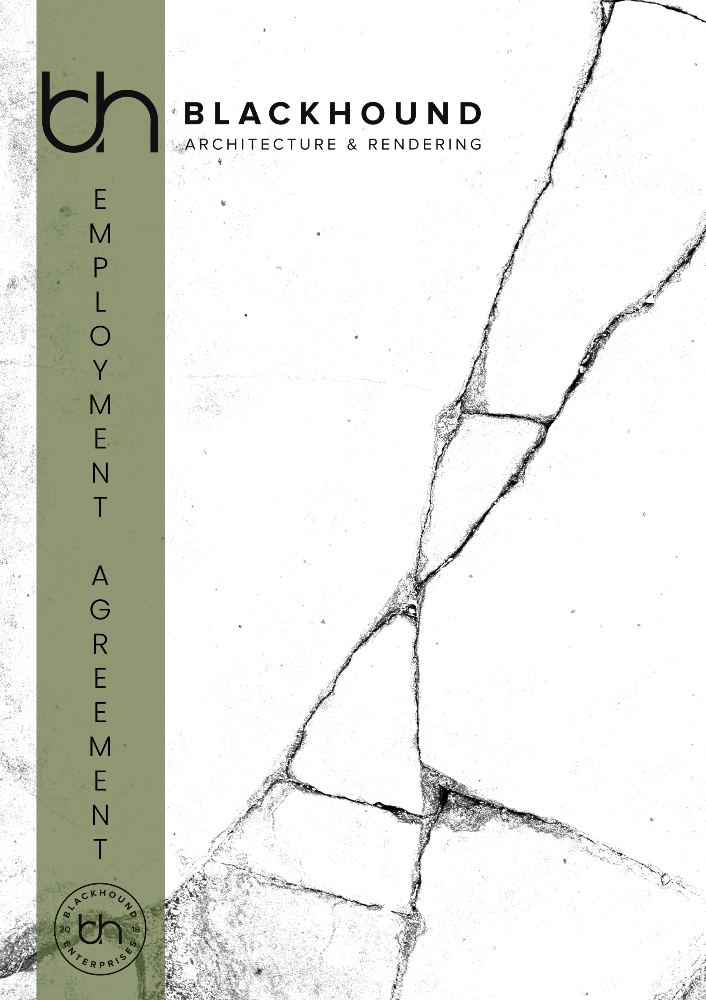 bh
BLACKHOUND
ARCHITECTURE & RENDERING
EMPLOYMENT AGREEMENT
BLACKHOUND
20 bh 18
ENTERPRISES